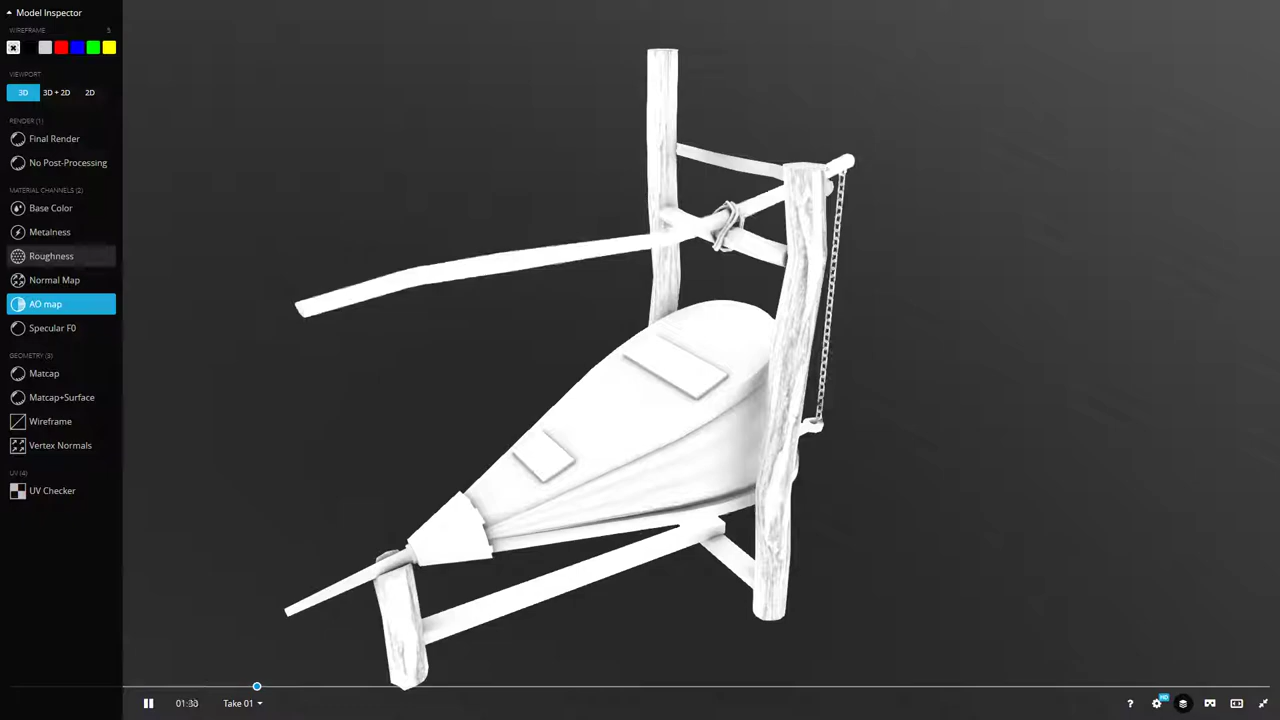 Model Inspector
WIREFRAME 5
VIEWPORT
3D 3D + 2D 2D
RENDER (1)
Final Render
No Post-Processing
MATERIAL CHANNELS (2)
Base Color
Metalness
Roughness
Normal Map
AO map
Specular F0
GEOMETRY (3)
Matcap
Matcap+Surface
Wireframe
Vertex Normals
UV (4)
UV Checker
Take 01
? HD